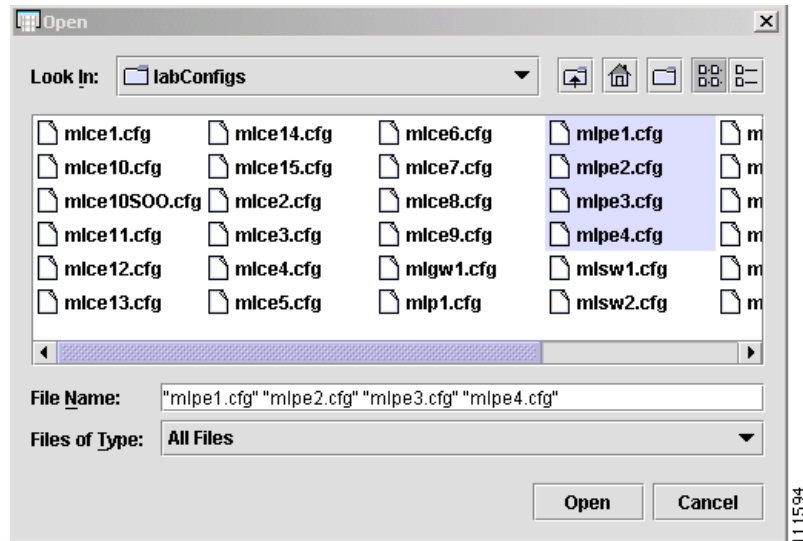 Open
Look In: labConfigs
mlce1.cfg mlce14.cfg mlce6.cfg mlpe1.cfg m
mlce10.cfg mlce15.cfg mlce7.cfg mlpe2.cfg m
mlce10SOO.cfg mlce2.cfg mlce8.cfg mlpe3.cfg m
mlce11.cfg mlce3.cfg mlce9.cfg mlpe4.cfg m
mlce12.cfg mlce4.cfg mlgw1.cfg mlsw1.cfg m
mlce13.cfg mlce5.cfg mlp1.cfg mlsw2.cfg m
File Name: "mlpe1.cfg" "mlpe2.cfg" "mlpe3.cfg" "mlpe4.cfg"
Files of Type: All Files
Open Cancel
111594